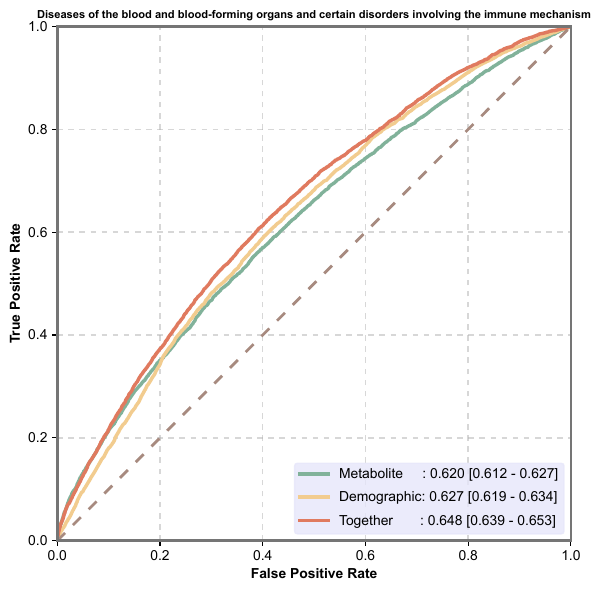 Diseases of the blood and blood-forming organs and certain disorders involving the immune mechanism
1.0
0.8
0.6
0.4
0.2
0.0
True Positive Rate
Metabolite : 0.620 [0.612 - 0.627]
Demographic: 0.627 [0.619 - 0.634]
Together : 0.648 [0.639 - 0.653]
0.0 0.2 0.4 0.6 0.8 1.0
False Positive Rate